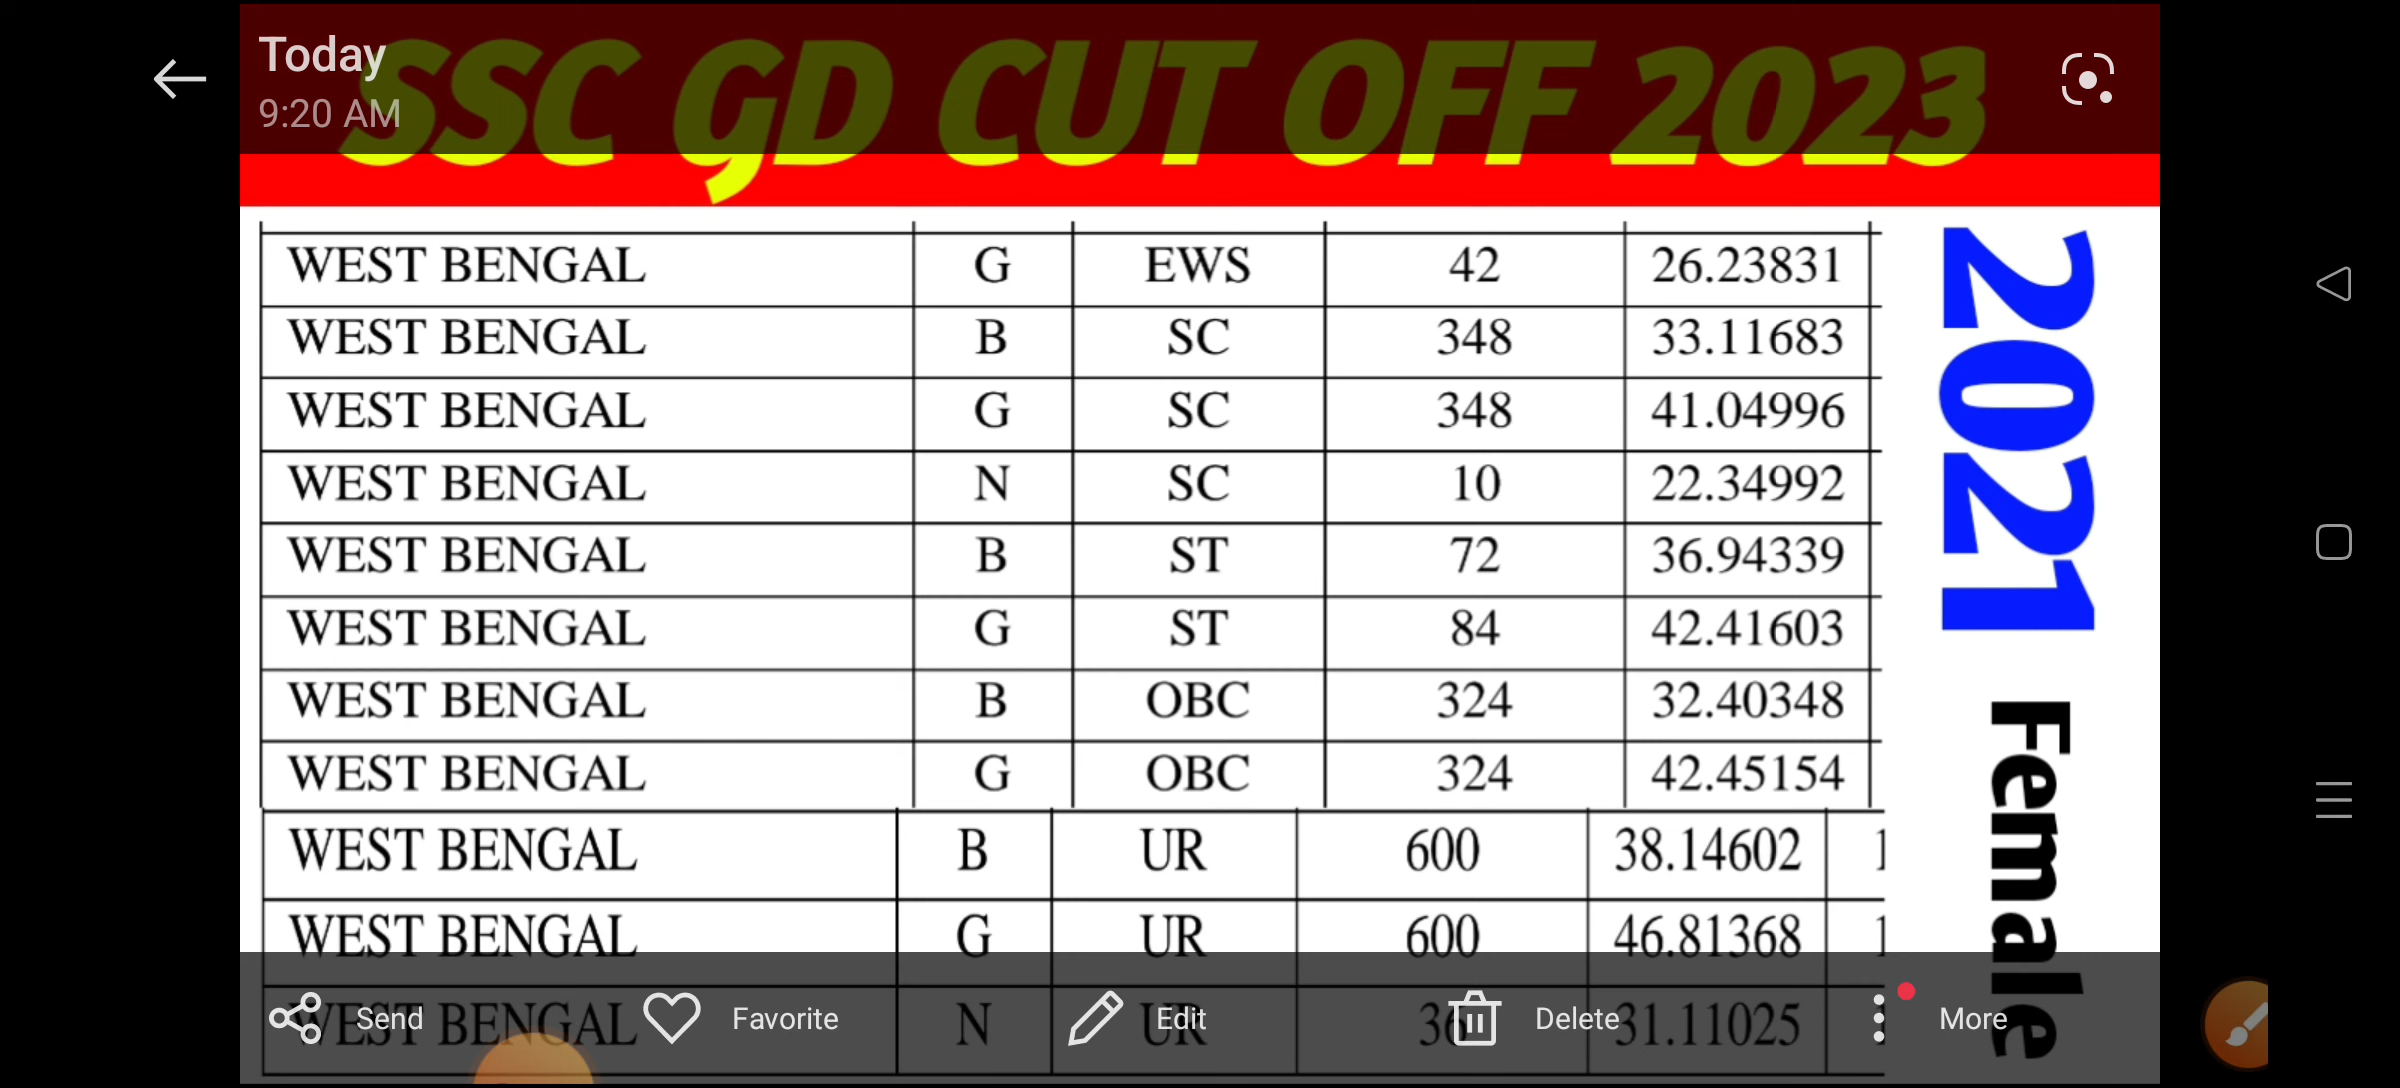 Today
9:20 AM
SSC GD CUT OFF 2023
WEST BENGAL G EWS 42 26.23831
WEST BENGAL B SC 348 33.11683
WEST BENGAL G SC 348 41.04996
WEST BENGAL N SC 10 22.34992
WEST BENGAL B ST 72 36.94339
WEST BENGAL G ST 84 42.41603
WEST BENGAL B OBC 324 32.40348
WEST BENGAL G OBC 324 42.45154
WEST BENGAL B UR 600 38.14602 1
WEST BENGAL G UR 600 46.81368 1
WEST BENGAL N UR 36 31.11025
2021 Female
Send Favorite Edit Delete More